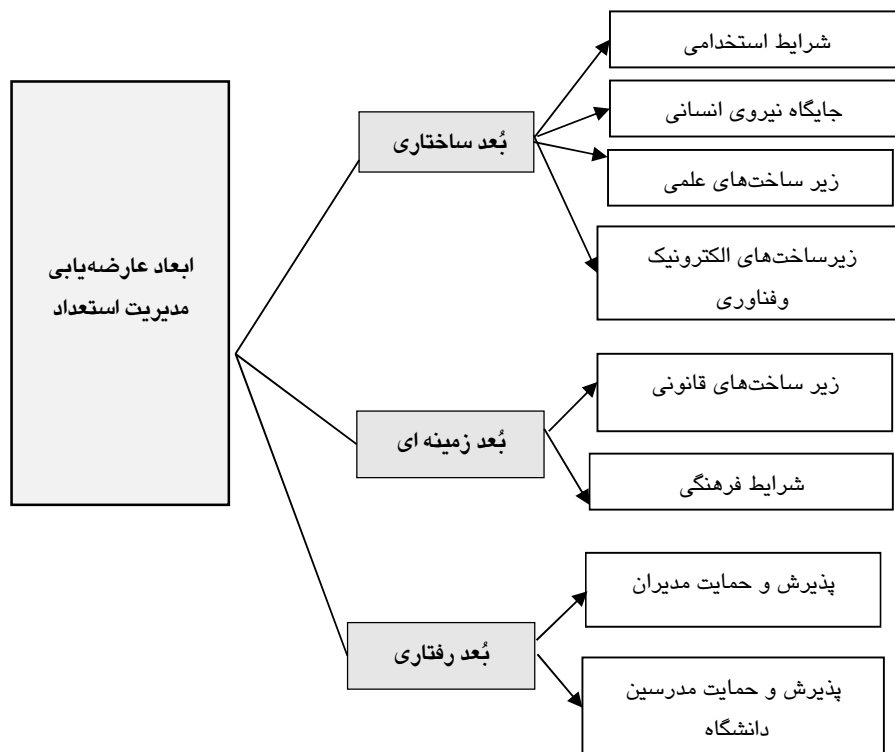 ابعاد عارضه‌یابی
مدیریت استعداد
بُعد ساختاری
شرایط استخدامی
جایگاه نیروی انسانی
زیر ساخت‌های علمی
زیرساخت‌های الکترونیک
وفناوری
بُعد زمینه ای
زیر ساخت‌های قانونی
شرایط فرهنگی
بُعد رفتاری
پذیرش و حمایت مدیران
پذیرش و حمایت مدرسین
دانشگاه